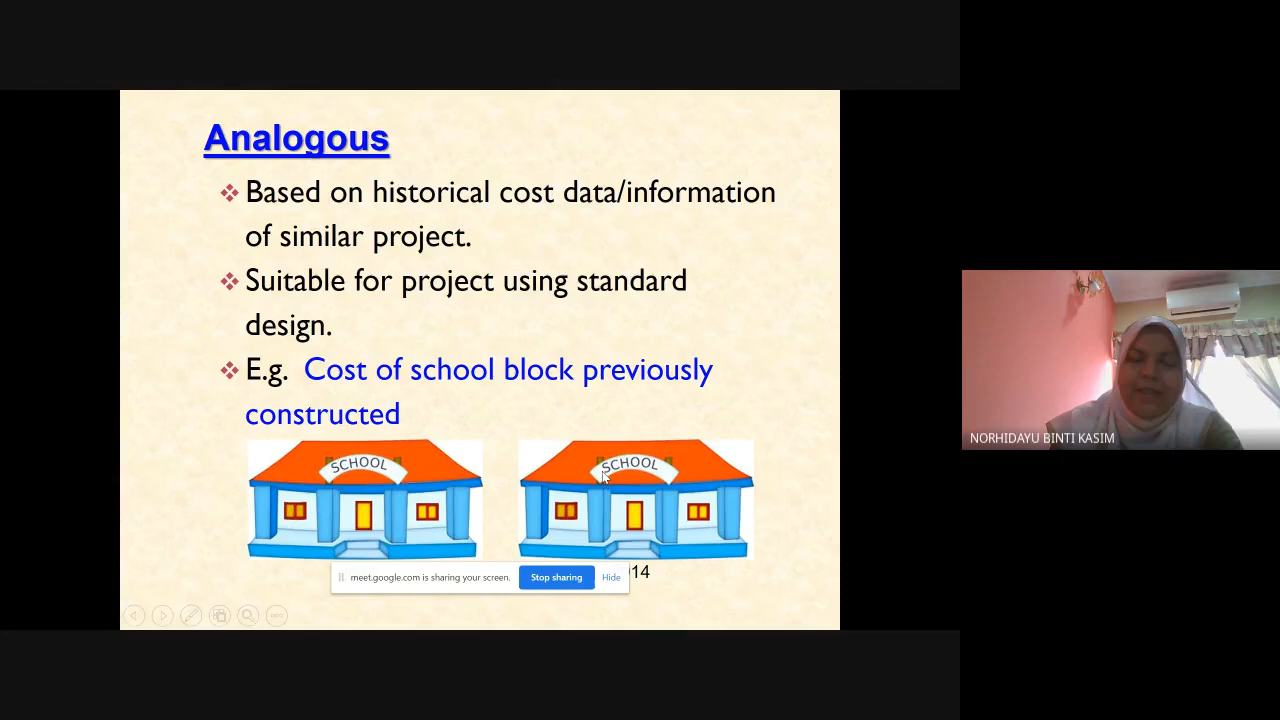 Analogous
❖ Based on historical cost data/information
of similar project.
❖ Suitable for project using standard
design.
❖ E.g. Cost of school block previously
constructed
SCHOOL
SCHOOL
meet.google.com is sharing your screen.
Stop sharing
Hide
14
NORHIDAYU BINTI KASIM